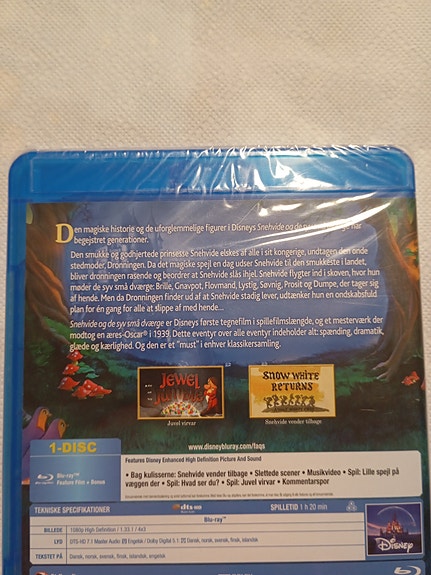 Den magiske historie og de uforglemmelige figurer i Disneys Snehvide og de har
begejstret generationer.
Den smukke og godhjertede prinsesse Snehvide elskes af alle i sit kongerige, undtagen den onde
stedmoder, Dronningen. Da det magiske spejl en dag udser Snehvide til den smukkeste i landet,
bliver dronningen rasende og beordrer at Snehvide slås ihjel. Snehvide flygter ind i skoven, hvor hun
møder de syv små dværge: Brille, Gnavpot, Flovmand, Lystig, Søvnig, Prosit og Dumpe, der tager sig
af hende. Men da Dronningen finder ud af at Snehvide stadig lever, udtænker hun en ondskabsfuld
plan for én gang for alle at slippe af med hende...
Snehvide og de syv små dværge er Disneys første tegnefilm i spillefilmslængde, og et mesterværk der
modtog en æres-Oscar® i 1939. Dette eventyr over alle eventyr indeholder alt: spænding, dramatik,
glæde og kærlighed. Og den er et "must" i enhver klassikersamling.
JEWEL
SNOW WHITE
RETURNS
Juvel virvar
Snehvide vender tilbage
www.disneybluray.com/faqs
1-DISC
Features Disney Enhanced High Definition Picture And Sound
Blu-ray™
Feature Film + Bonus
• Bag kulisserne: Snehvide vender tilbage • Slettede scener • Musikvideo • Spil: Lille spejl på
væggen der • Spil: Hvad ser du? • Spil: Juvel virvar • Kommentarspor
TEKNISKE SPECIFIKATIONER
dts-HD
SPILLETID 1 h 20 min
Blu-ray™
BILLEDE 1080p High Definition / 1.33:1 / 4x3
LYD DTS-HD 7.1 Master Audio: Engelsk / Dolby Digital 5.1: Dansk, norsk, svensk, finsk, islandsk
TEKSTET PÅ Dansk, norsk, svensk, finsk, islandsk, engelsk
DISNEY